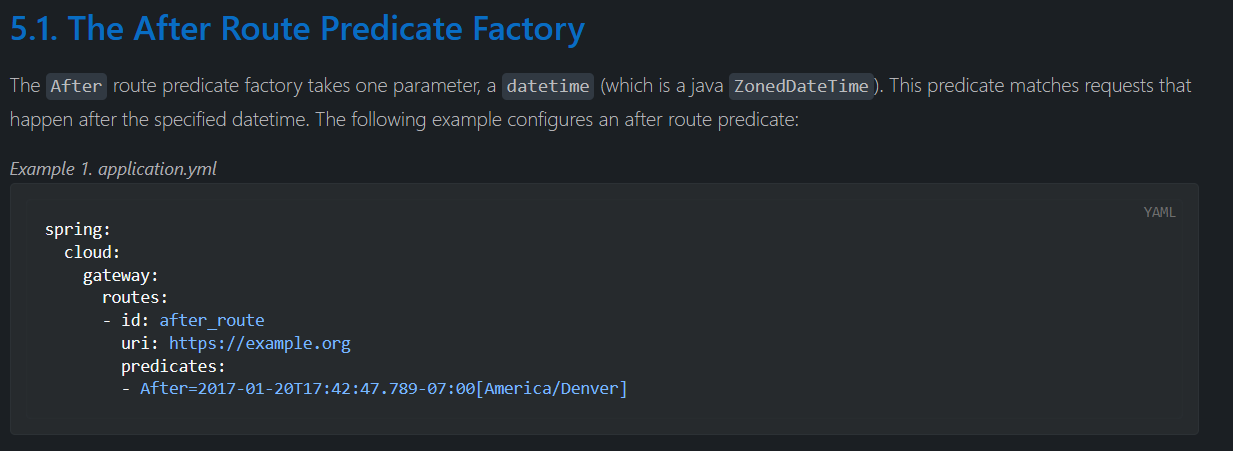 5.1. The After Route Predicate Factory
The After route predicate factory takes one parameter, a datetime (which is a java ZonedDateTime). This predicate matches requests that
happen after the specified datetime. The following example configures an after route predicate:
Example 1. application.yml
YAML
spring:
  cloud:
    gateway:
      routes:
      - id: after_route
        uri: https://example.org
        predicates:
        - After=2017-01-20T17:42:47.789-07:00[America/Denver]